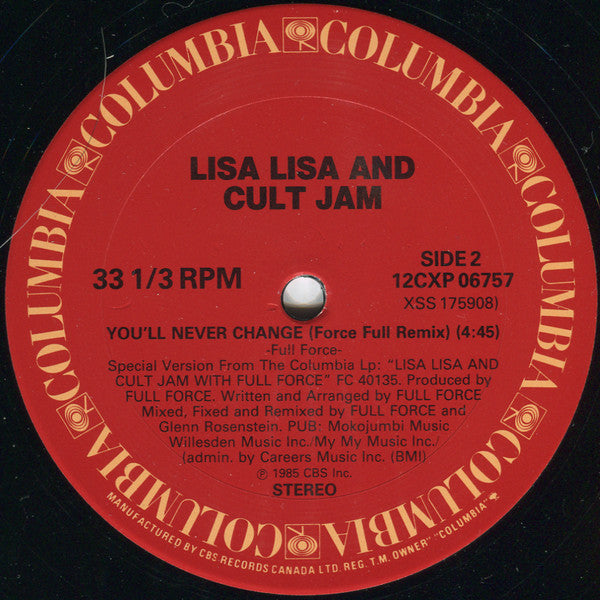 COLUMBIA COLUMBIA COLUMBIA COLUMBIA COLUMBIA COLUMBIA COLUMBIA COLUMBIA
LISA LISA AND
CULT JAM
33 1/3 RPM
SIDE 2
12CXP 06757
XSS 175908)
YOU'LL NEVER CHANGE (Force Full Remix) (4:45)
-Full Force-
Special Version From The Columbia Lp: "LISA LISA AND
CULT JAM WITH FULL FORCE" FC 40135. Produced by
FULL FORCE. Written and Arranged by FULL FORCE
Mixed, Fixed and Remixed by FULL FORCE and
Glenn Rosenstein. PUB: Mokojumbi Music
Willesden Music Inc./My My Music Inc./
(admin. by Careers Music Inc. (BMI)
℗ 1985 CBS Inc.
STEREO
MANUFACTURED BY CBS RECORDS CANADA LTD. REG. T.M. OWNER "COLUMBIA"